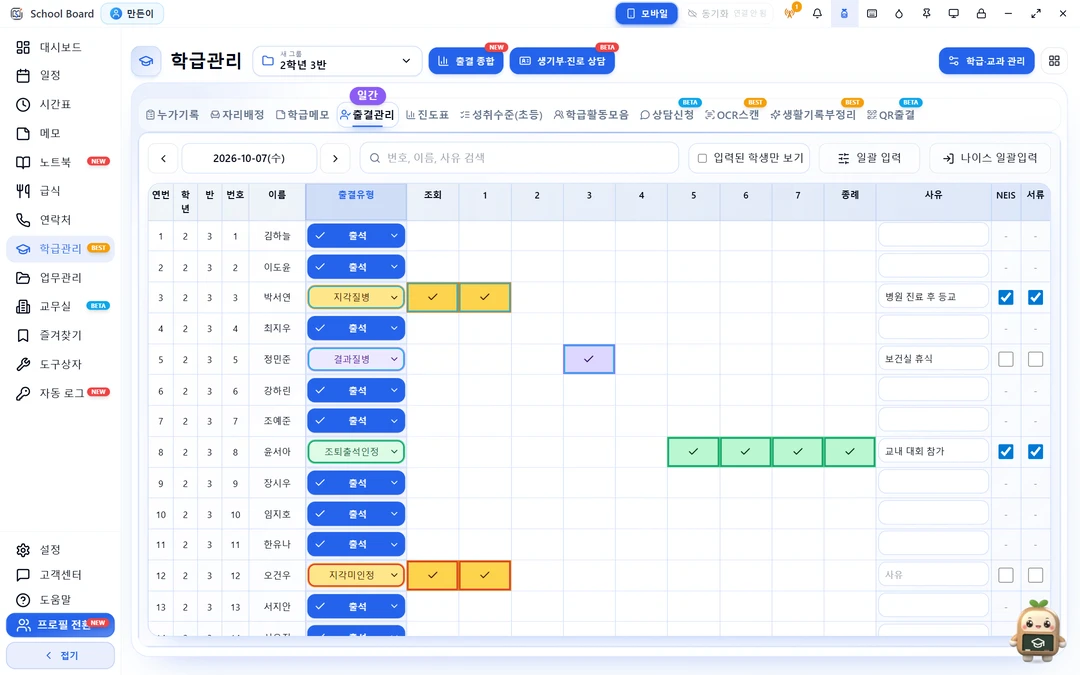 School Board
만든이
모바일
동기화 연결 안 됨
1
대시보드
일정
시간표
메모
노트북 NEW
급식
연락처
학급관리 BEST
업무관리
교무실 BETA
즐겨찾기
도구상자
자동 로그 NEW
설정
고객센터
도움말
프로필 전환 NEW
접기
학급관리
새 그룹
2학년 3반
출결 종합 NEW
생기부·진로 상담 BETA
학급·교과 관리
일간
누가기록 자리배정 학급메모 출결관리 진도표 성취수준(초등) 학급활동모음 상담신청 BETA OCR스캔 BEST 생활기록부정리 BEST QR출결 BETA
2026-10-07(수)
번호, 이름, 사유 검색
입력된 학생만 보기
일괄 입력
나이스 일괄입력
연번 학년 반 번호 이름 출결유형 조회 1 2 3 4 5 6 7 종례 사유 NEIS 서류
1 2 3 1 김하늘 출석 - -
2 2 3 2 이도윤 출석 - -
3 2 3 3 박서연 지각질병 병원 진료 후 등교
4 2 3 4 최지우 출석 - -
5 2 3 5 정민준 결과질병 보건실 휴식
6 2 3 6 강하린 출석 - -
7 2 3 7 조예준 출석 - -
8 2 3 8 윤서아 조퇴출석인정 교내 대회 참가
9 2 3 9 장시우 출석 - -
10 2 3 10 임지호 출석 - -
11 2 3 11 한유나 출석 - -
12 2 3 12 오건우 지각미인정 사유
13 2 3 13 서지안 출석 -